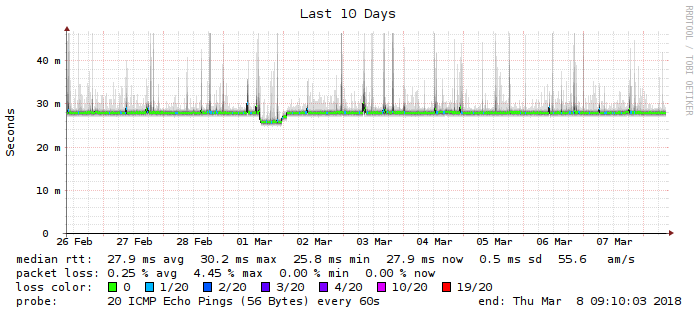 Last 10 Days
RRDTOOL / TOBI OETIKER
Seconds
40 m
30 m
20 m
10 m
0
26 Feb 27 Feb 28 Feb 01 Mar 02 Mar 03 Mar 04 Mar 05 Mar 06 Mar 07 Mar
median rtt: 27.9 ms avg 30.2 ms max 25.8 ms min 27.9 ms now 0.5 ms sd 55.6 am/s
packet loss: 0.25 % avg 4.45 % max 0.00 % min 0.00 % now
loss color: 0 1/20 2/20 3/20 4/20 10/20 19/20
probe: 20 ICMP Echo Pings (56 Bytes) every 60s end: Thu Mar 8 09:10:03 2018